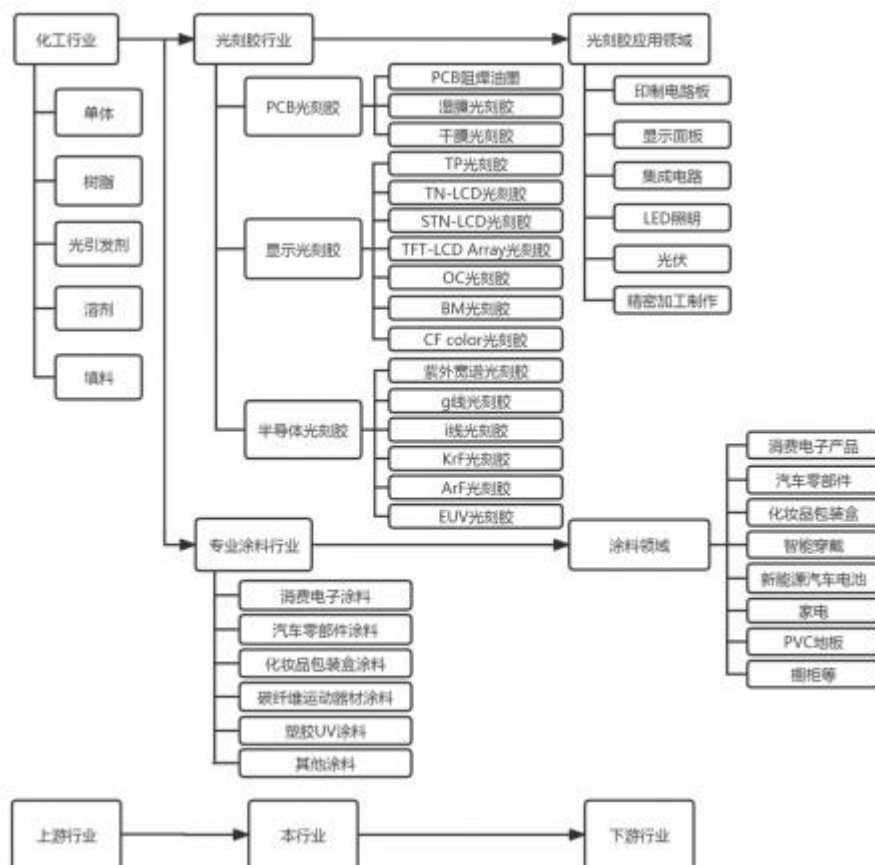 化工行业
单体
树脂
光引发剂
溶剂
填料
光刻胶行业
PCB光刻胶
PCB阻焊油墨
湿膜光刻胶
干膜光刻胶
显示光刻胶
TP光刻胶
TN-LCD光刻胶
STN-LCD光刻胶
TFT-LCD Array光刻胶
OC光刻胶
BM光刻胶
CF color光刻胶
半导体光刻胶
紫外宽谱光刻胶
g线光刻胶
i线光刻胶
KrF光刻胶
ArF光刻胶
EUV光刻胶
光刻胶应用领域
印制电路板
显示面板
集成电路
LED照明
光伏
精密加工制作
专业涂料行业
消费电子涂料
汽车零部件涂料
化妆品包装盒涂料
碳纤维运动器材涂料
塑胶UV涂料
其他涂料
涂料领域
消费电子产品
汽车零部件
化妆品包装盒
智能穿戴
新能源汽车电池
家电
PVC地板
橱柜等
上游行业
本行业
下游行业